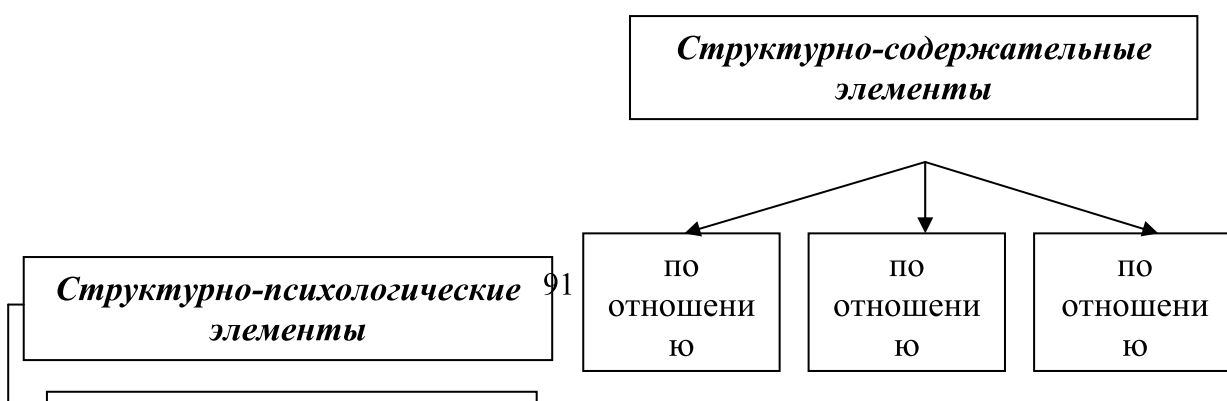 Структурно-содержательные
элементы
Структурно-психологические
элементы
91
по
отношени
ю
по
отношени
ю
по
отношени
ю